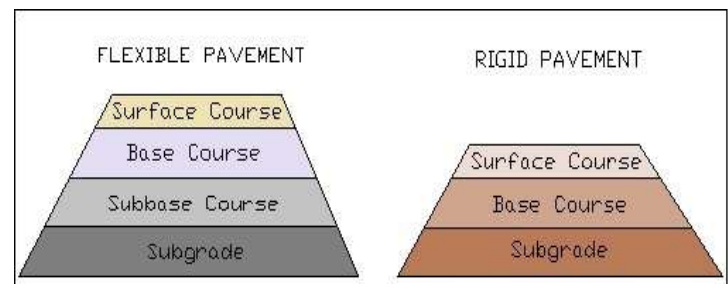 FLEXIBLE PAVEMENT
Surface Course
Base Course
Subbase Course
Subgrade
RIGID PAVEMENT
Surface Course
Base Course
Subgrade